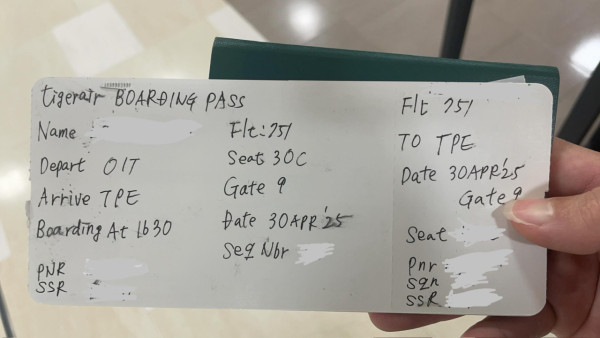 tigerair BOARDING PASS
Name
Depart OIT
Arrive TPE
Boarding At 1630
PNR
SSR
Flt:751
Seat 30C
Gate 9
Date 30APR'25
Seq Nbr
Flt 751
TO TPE
Date 30APR'25
Gate 9
Seat
Pnr
sqn
SSR